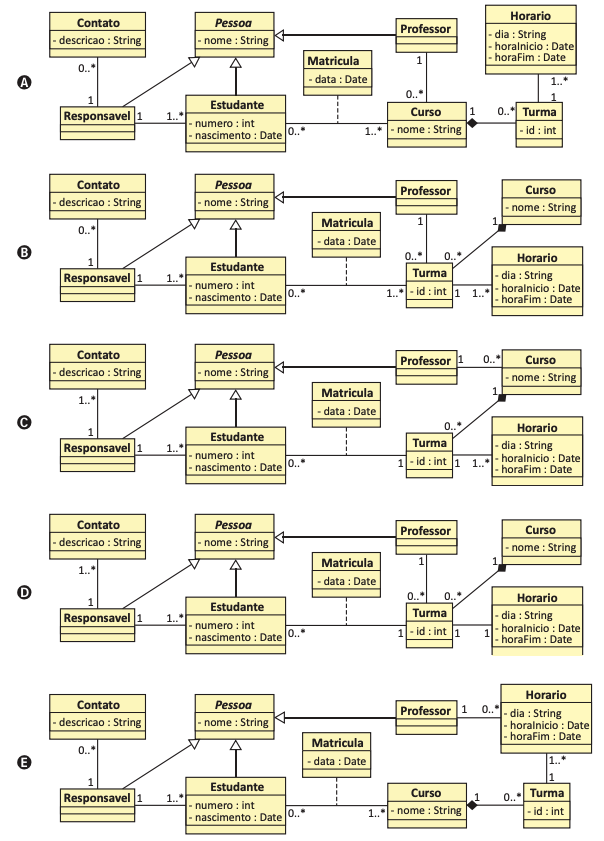 A
Contato
- descricao : String
Pessoa
- nome : String
Professor
Horario
- dia : String
- horaInicio : Date
- horaFim : Date
Matricula
- data : Date
0..*
1
1
0..*
1..*
1
Responsavel
1
1..*
Estudante
- numero : int
- nascimento : Date
0..*
1..*
Curso
- nome : String
1
0..*
Turma
- id : int
B
Contato
- descricao : String
Pessoa
- nome : String
Professor
Curso
- nome : String
Matricula
- data : Date
0..*
1
1
0..*
0..*
1
Responsavel
1
1..*
Estudante
- numero : int
- nascimento : Date
0..*
1..*
Turma
- id : int
1
1..*
Horario
- dia : String
- horaInicio : Date
- horaFim : Date
C
Contato
- descricao : String
Pessoa
- nome : String
Professor
1
0..*
Curso
- nome : String
Matricula
- data : Date
1..*
1
0..*
1
Responsavel
1
1..*
Estudante
- numero : int
- nascimento : Date
0..*
1
Turma
- id : int
1
1..*
Horario
- dia : String
- horaInicio : Date
- horaFim : Date
D
Contato
- descricao : String
Pessoa
- nome : String
Professor
Curso
- nome : String
Matricula
- data : Date
1..*
1
1
0..*
0..*
1
Responsavel
1
1..*
Estudante
- numero : int
- nascimento : Date
0..*
1
Turma
- id : int
1
1
Horario
- dia : String
- horaInicio : Date
- horaFim : Date
E
Contato
- descricao : String
Pessoa
- nome : String
Professor
1
0..*
Horario
- dia : String
- horaInicio : Date
- horaFim : Date
Matricula
- data : Date
0..*
1
1..*
1
Responsavel
1
1..*
Estudante
- numero : int
- nascimento : Date
0..*
1..*
Curso
- nome : String
1
0..*
Turma
- id : int